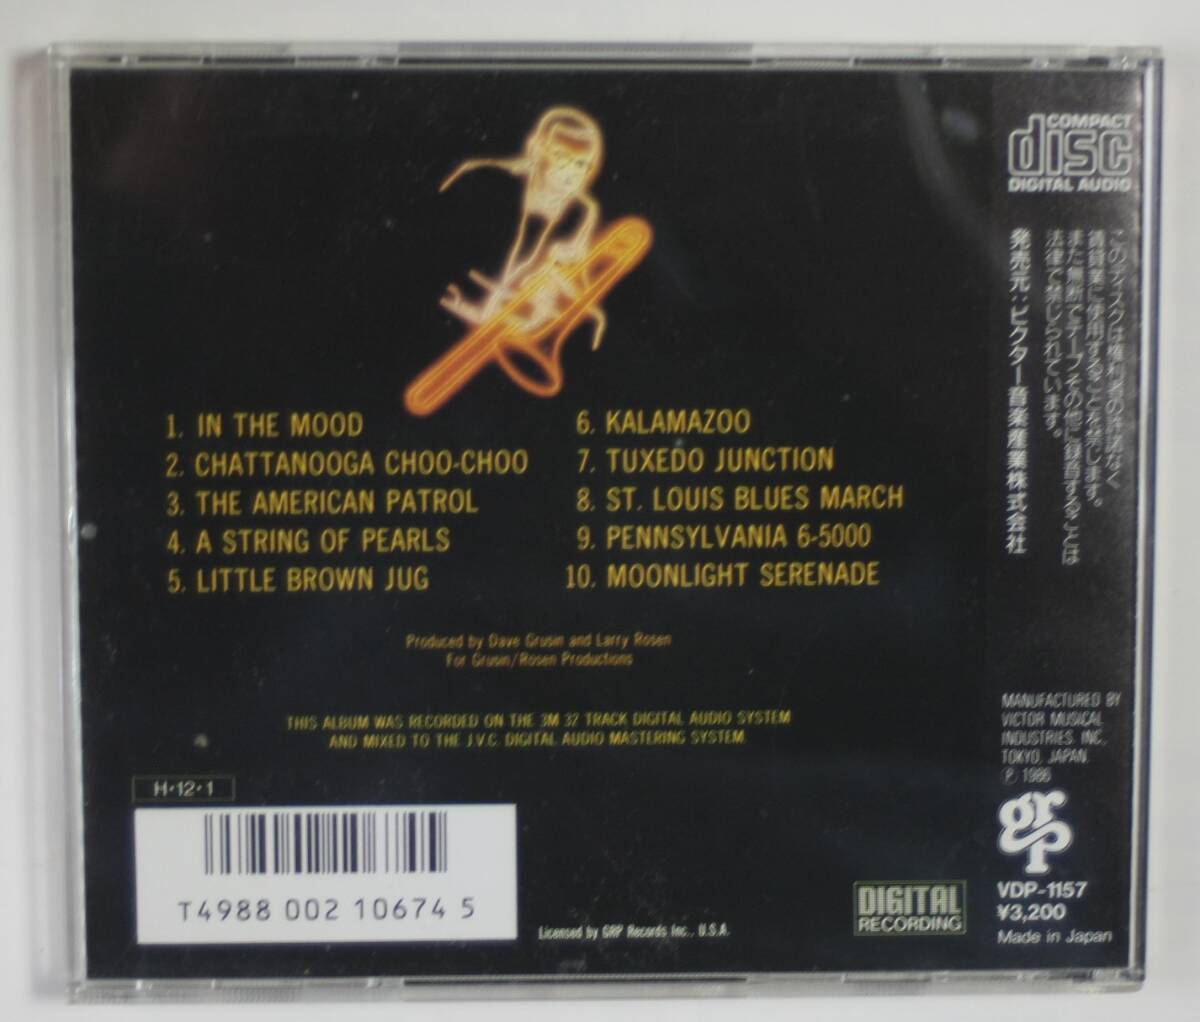 1. IN THE MOOD
2. CHATTANOOGA CHOO-CHOO
3. THE AMERICAN PATROL
4. A STRING OF PEARLS
5. LITTLE BROWN JUG
6. KALAMAZOO
7. TUXEDO JUNCTION
8. ST. LOUIS BLUES MARCH
9. PENNSYLVANIA 6-5000
10. MOONLIGHT SERENADE
Produced by Dave Grusin and Larry Rosen
For Grusin/Rosen Productions
THIS ALBUM WAS RECORDED ON THE 3M 32 TRACK DIGITAL AUDIO SYSTEM
AND MIXED TO THE J.V.C. DIGITAL AUDIO MASTERING SYSTEM.
H·12·1
T4988 002 10674 5
Licensed by GRP Records Inc., U.S.A.
DIGITAL
RECORDING
COMPACT
disc
DIGITAL AUDIO
このディスクは権利者の許諾なく
賃貸業に使用することを禁じます。
また無断でテープその他に録音することは
法律で禁じられています。
発売元:ビクター音楽産業株式会社
MANUFACTURED BY
VICTOR MUSICAL
INDUSTRIES. INC.,
TOKYO, JAPAN.
Ⓟ 1986
grp
VDP-1157
¥3,200
Made in Japan